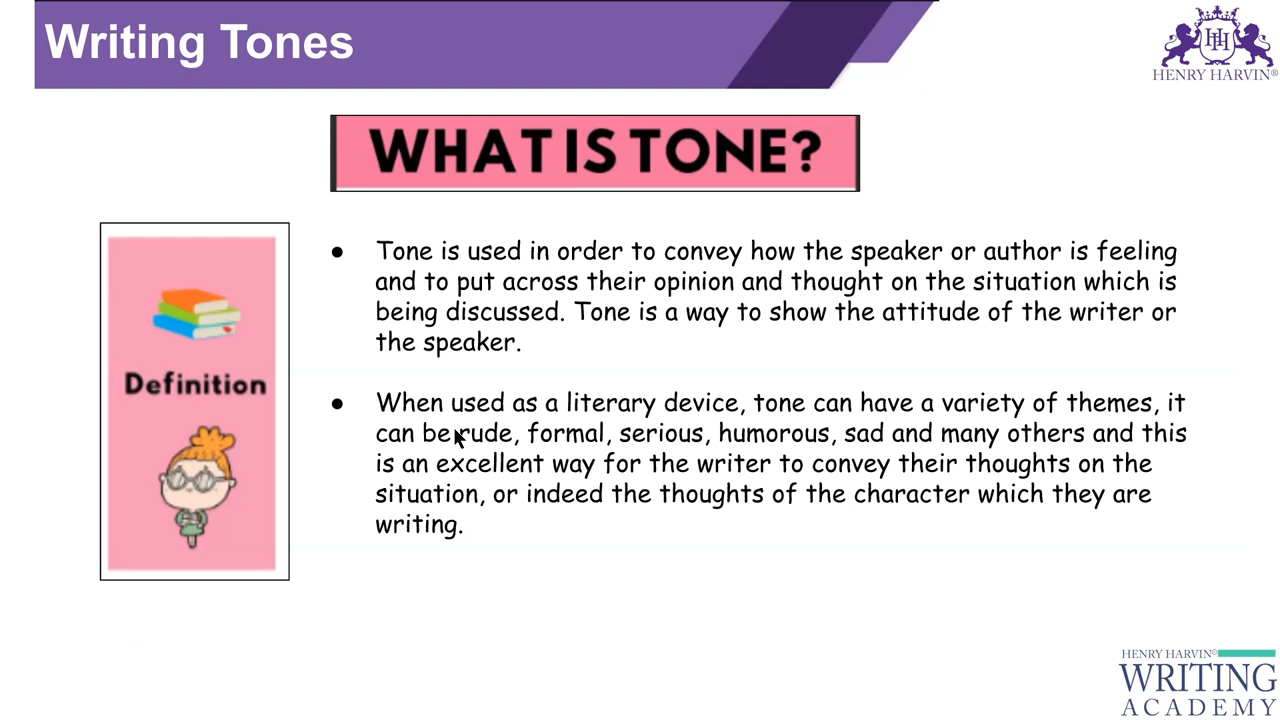 Writing Tones
HENRY HARVIN®
WHAT IS TONE?
Definition
● Tone is used in order to convey how the speaker or author is feeling
and to put across their opinion and thought on the situation which is
being discussed. Tone is a way to show the attitude of the writer or
the speaker.
● When used as a literary device, tone can have a variety of themes, it
can be rude, formal, serious, humorous, sad and many others and this
is an excellent way for the writer to convey their thoughts on the
situation, or indeed the thoughts of the character which they are
writing.
HENRY HARVIN®
WRITING
ACADEMY